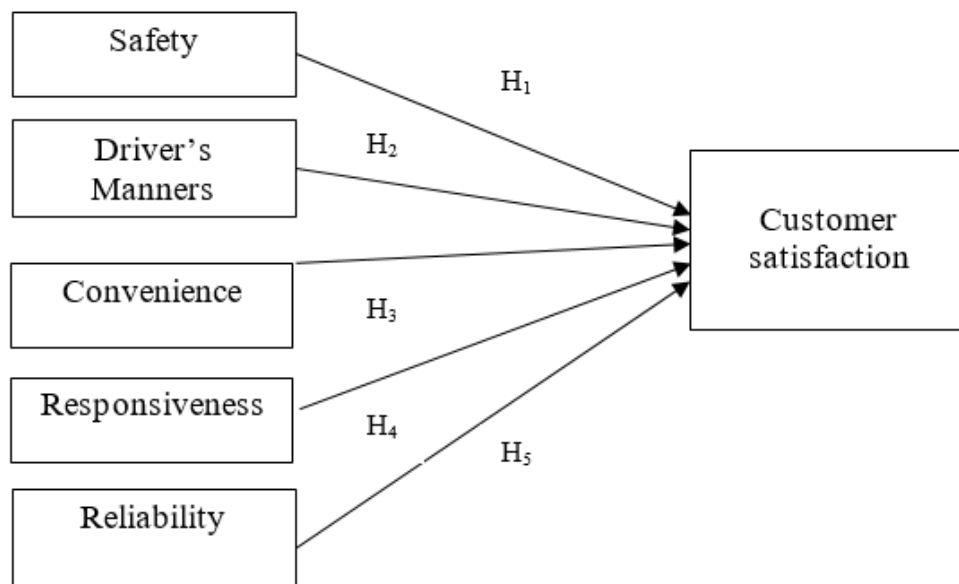 Safety
H₁
Driver’s
Manners
H₂
Customer
satisfaction
Convenience
H₃
Responsiveness
H₄
H₅
Reliability